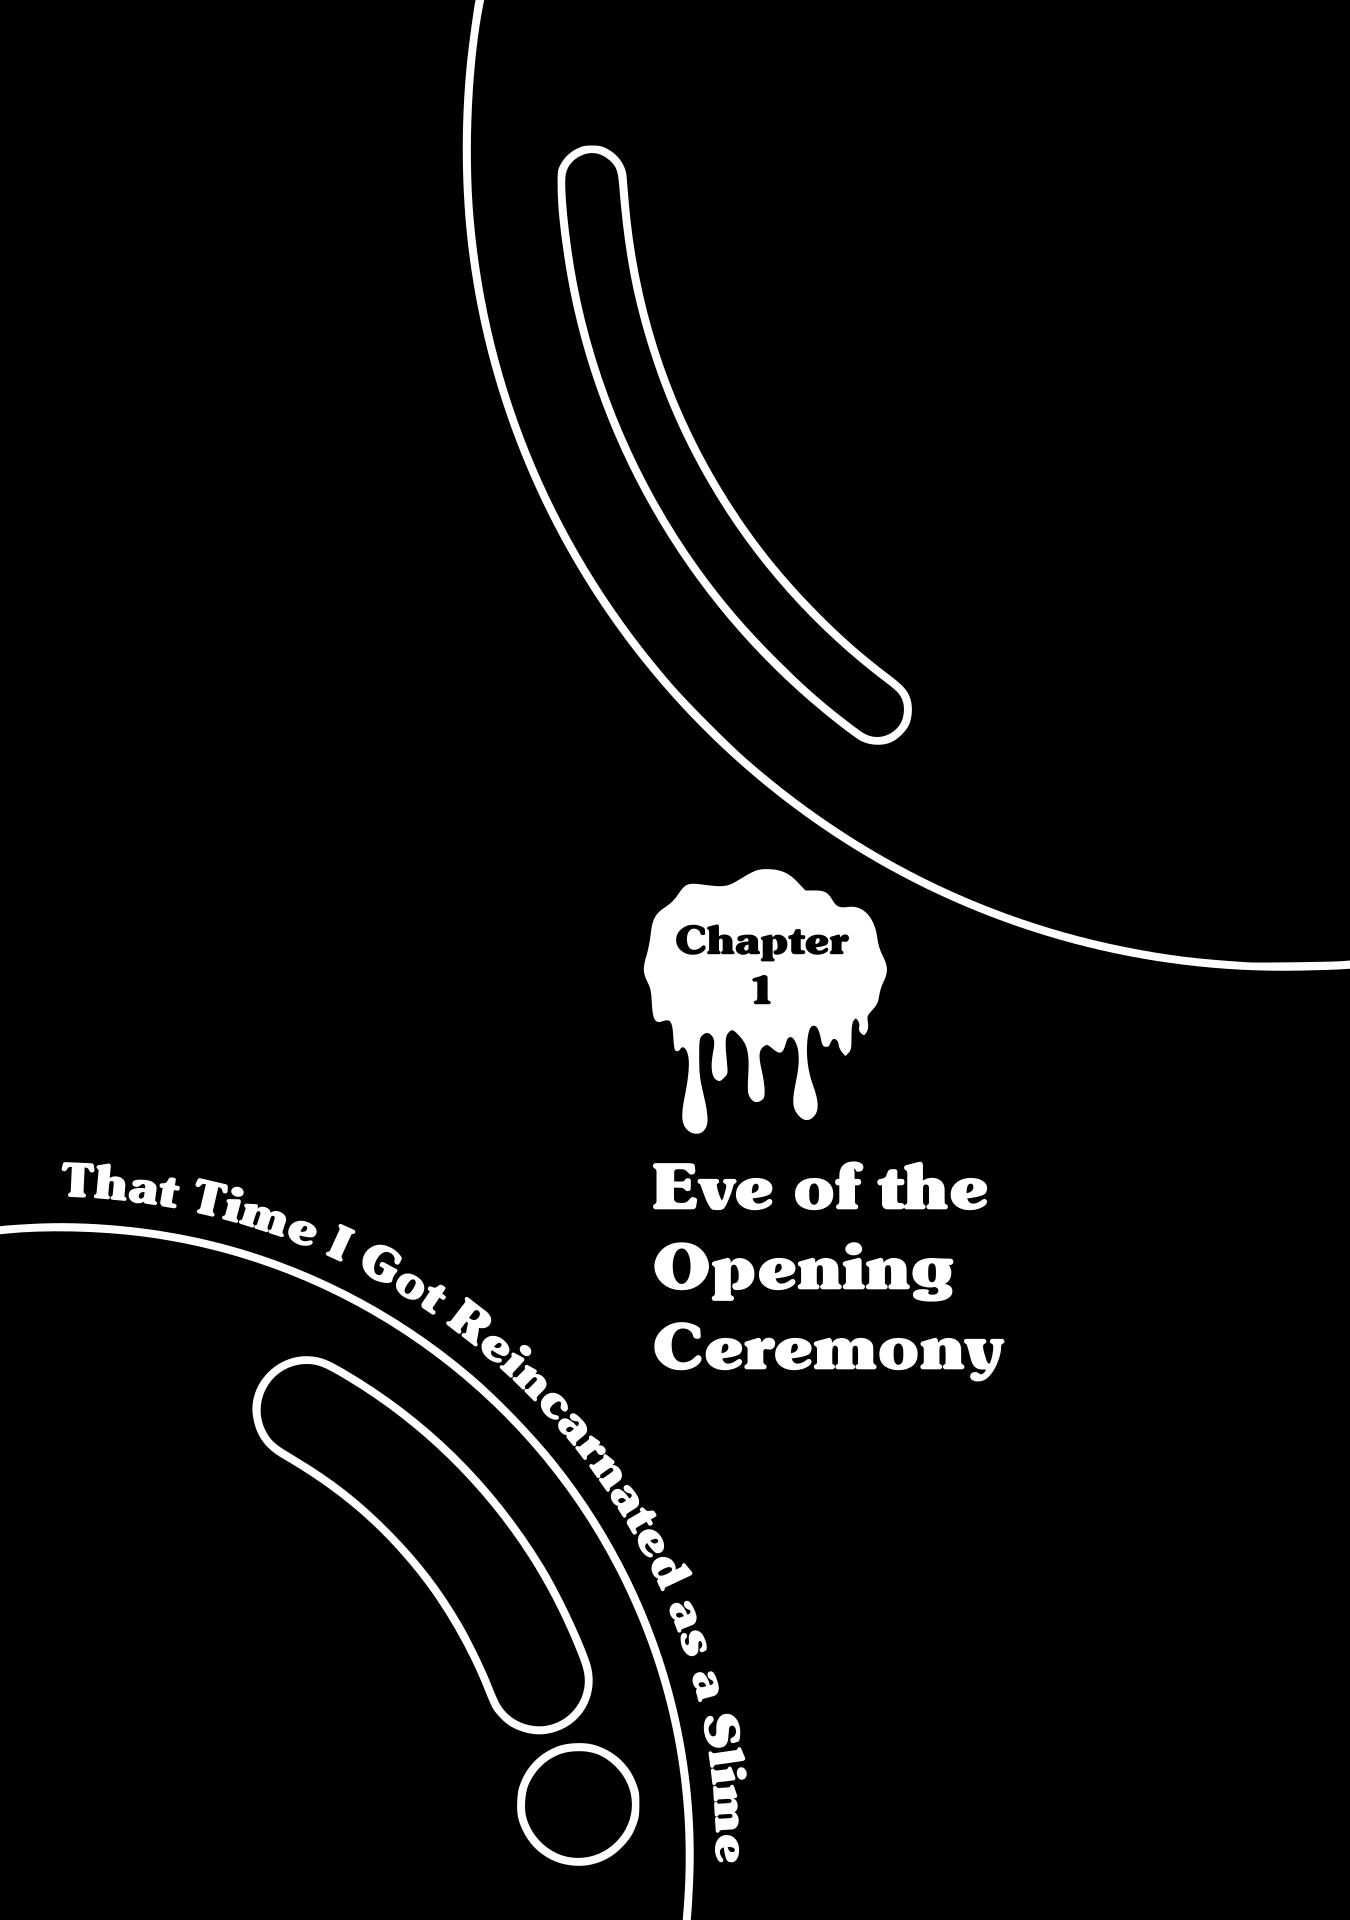 Chapter
1
Eve of the
Opening
Ceremony
That Time I Got Reincarnated as a Slime